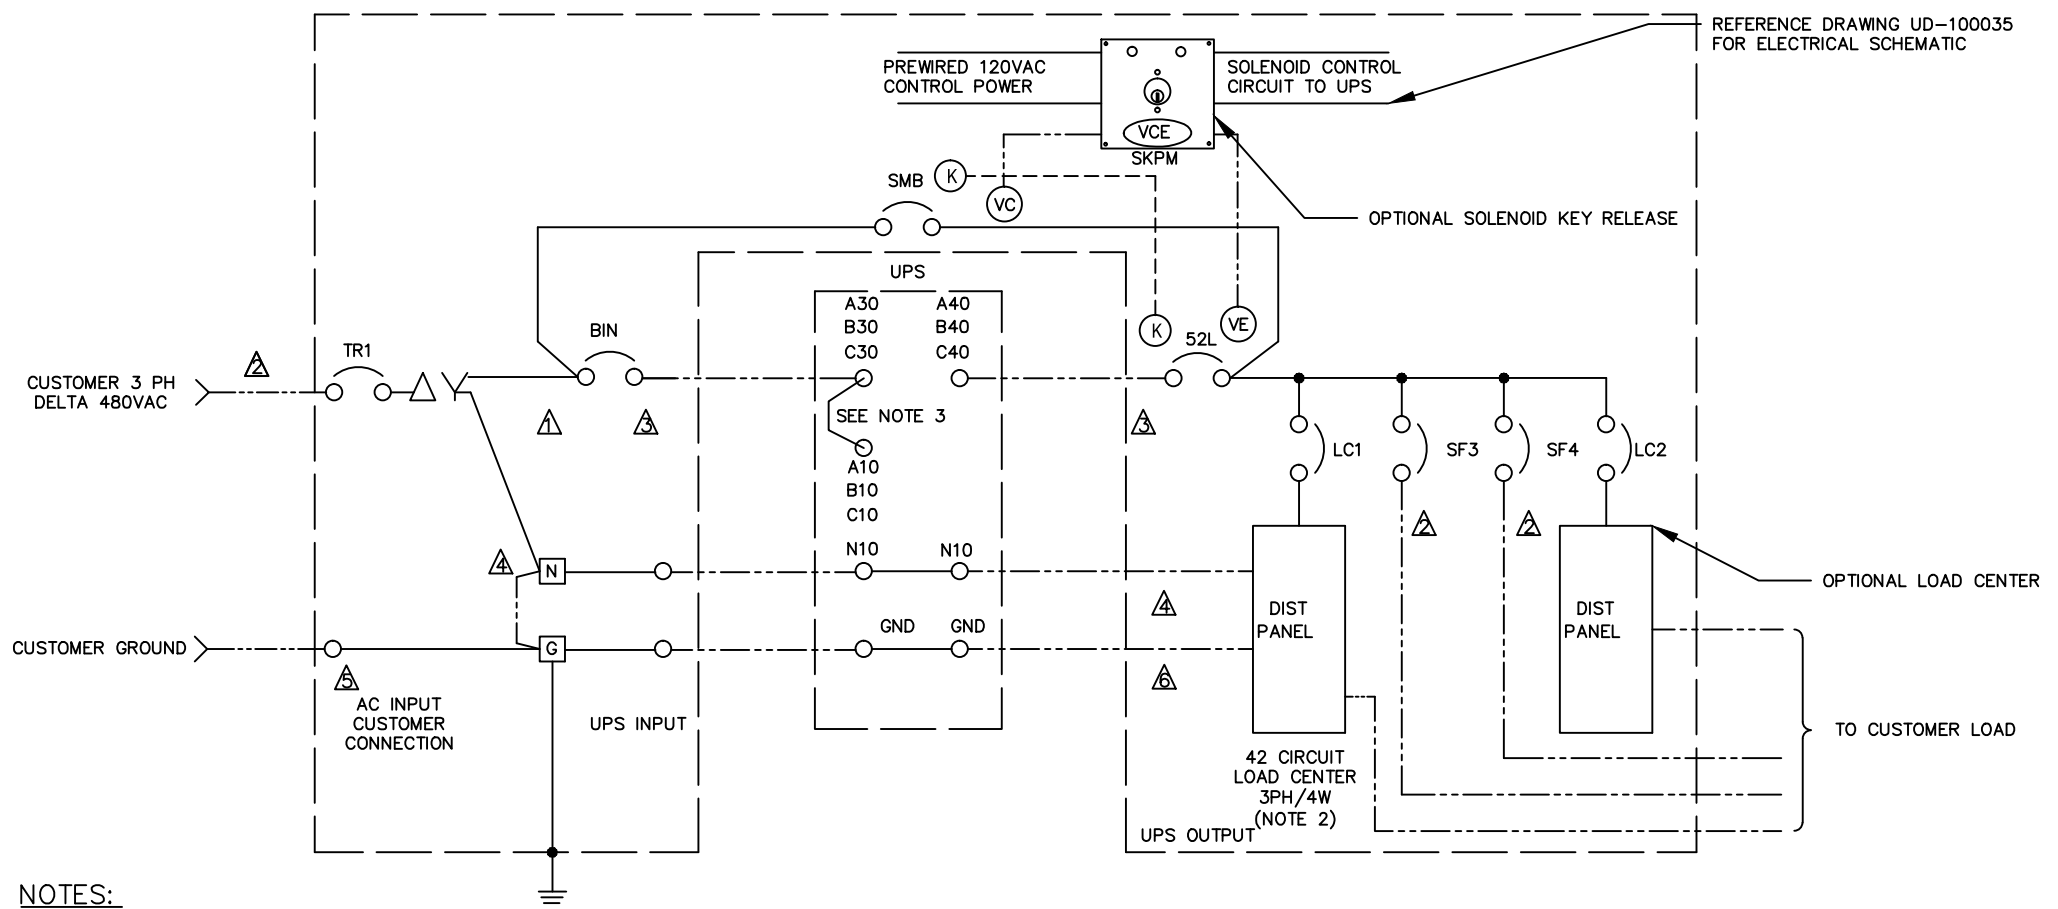 REFERENCE DRAWING UD-100035
FOR ELECTRICAL SCHEMATIC
PREWIRED 120VAC
CONTROL POWER
SOLENOID CONTROL
CIRCUIT TO UPS
VCE
SKPM
SMB
K
VC
OPTIONAL SOLENOID KEY RELEASE
UPS
A30
A40
B30
B40
C30
C40
K
VE
52L
BIN
TR1
2
CUSTOMER 3 PH
DELTA 480VAC
1
3
SEE NOTE 3
3
LC1
SF3
SF4
LC2
A10
B10
C10
2
2
N10
N10
4
N
OPTIONAL LOAD CENTER
4
DIST
PANEL
DIST
PANEL
GND
GND
CUSTOMER GROUND
G
5
6
AC INPUT
CUSTOMER
CONNECTION
UPS INPUT
TO CUSTOMER LOAD
42 CIRCUIT
LOAD CENTER
3PH/4W
(NOTE 2)
UPS OUTPUT
NOTES: